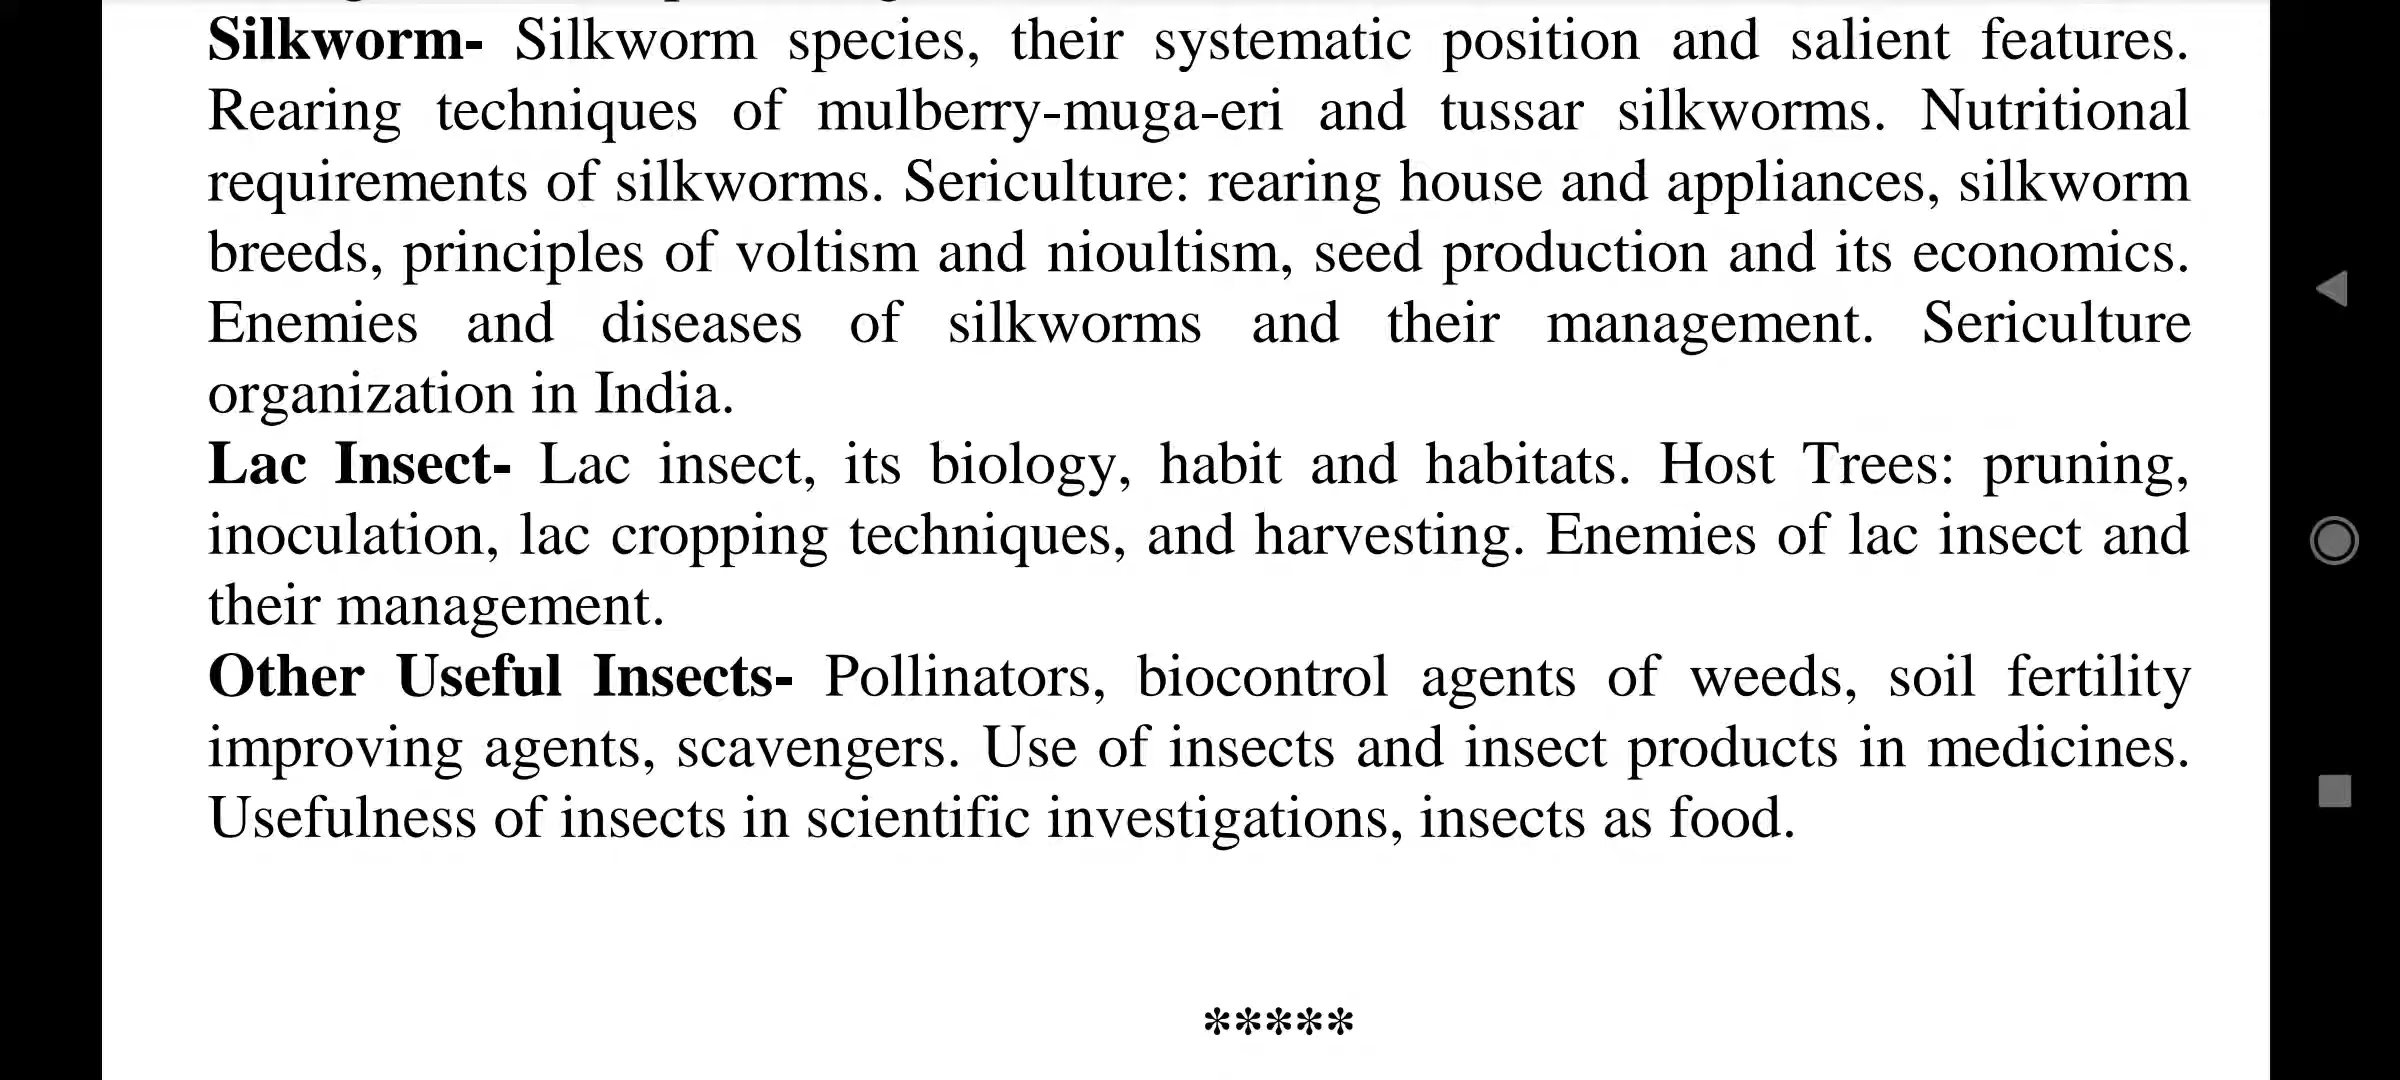 Silkworm- Silkworm species, their systematic position and salient features.
Rearing techniques of mulberry-muga-eri and tussar silkworms. Nutritional
requirements of silkworms. Sericulture: rearing house and appliances, silkworm
breeds, principles of voltism and nioultism, seed production and its economics.
Enemies and diseases of silkworms and their management. Sericulture
organization in India.
Lac Insect- Lac insect, its biology, habit and habitats. Host Trees: pruning,
inoculation, lac cropping techniques, and harvesting. Enemies of lac insect and
their management.
Other Useful Insects- Pollinators, biocontrol agents of weeds, soil fertility
improving agents, scavengers. Use of insects and insect products in medicines.
Usefulness of insects in scientific investigations, insects as food.
*****